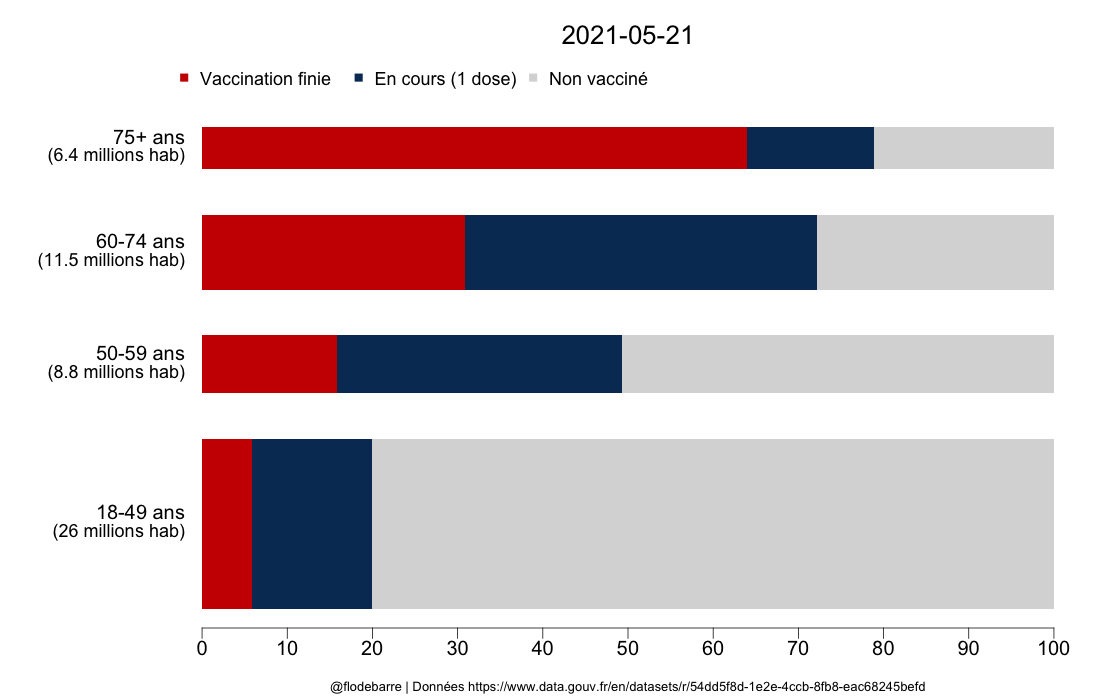 2021-05-21
Vaccination finie En cours (1 dose) Non vacciné
75+ ans
(6.4 millions hab)
60-74 ans
(11.5 millions hab)
50-59 ans
(8.8 millions hab)
18-49 ans
(26 millions hab)
0 10 20 30 40 50 60 70 80 90 100
@flodebarre | Données https://www.data.gouv.fr/en/datasets/r/54dd5f8d-1e2e-4ccb-8fb8-eac68245befd